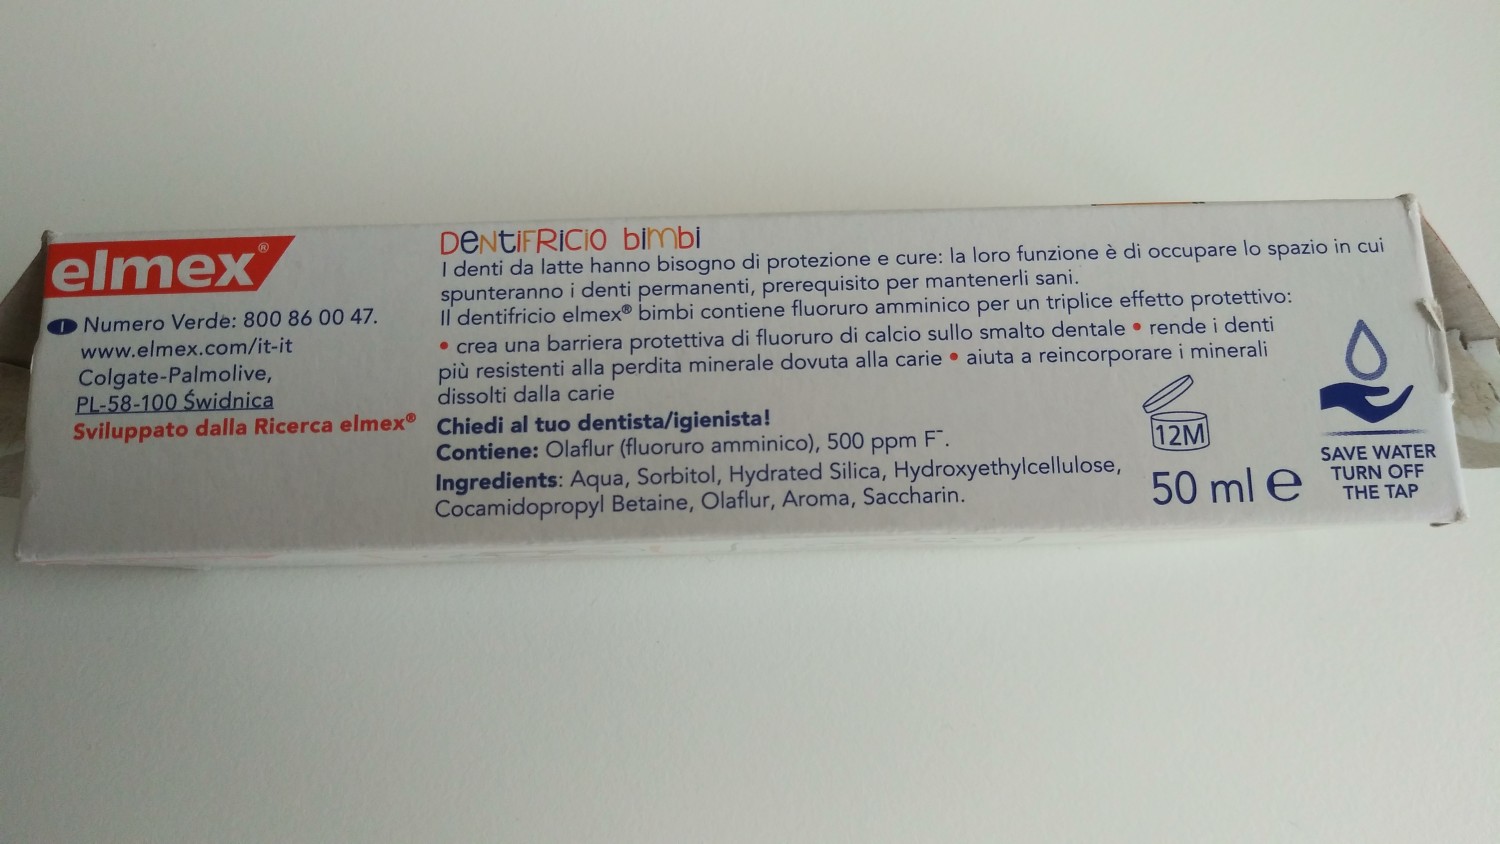 elmex®
I Numero Verde: 800 86 00 47.
www.elmex.com/it-it
Colgate-Palmolive,
PL-58-100 Świdnica
Sviluppato dalla Ricerca elmex®
DeNtiFRiciO bimbi
I denti da latte hanno bisogno di protezione e cure: la loro funzione è di occupare lo spazio in cui
spunteranno i denti permanenti, prerequisito per mantenerli sani.
Il dentifricio elmex® bimbi contiene fluoruro amminico per un triplice effetto protettivo:
• crea una barriera protettiva di fluoruro di calcio sullo smalto dentale • rende i denti
più resistenti alla perdita minerale dovuta alla carie • aiuta a reincorporare i minerali
dissolti dalla carie
Chiedi al tuo dentista/igienista!
Contiene: Olaflur (fluoruro amminico), 500 ppm F⁻.
Ingredients: Aqua, Sorbitol, Hydrated Silica, Hydroxyethylcellulose,
Cocamidopropyl Betaine, Olaflur, Aroma, Saccharin.
12M
50 ml e
SAVE WATER
TURN OFF
THE TAP